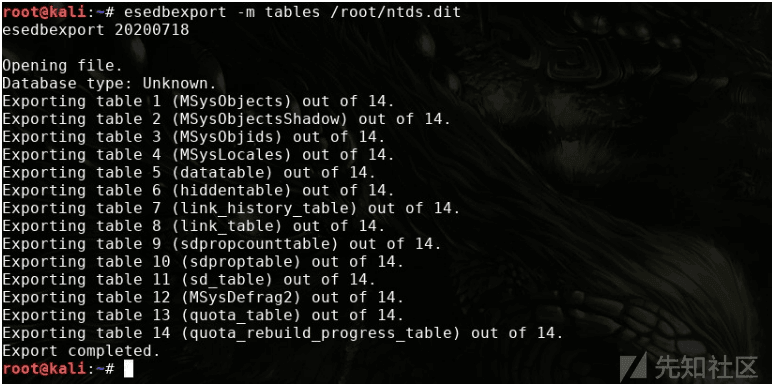 root@kali:~# esedbexport -m tables /root/ntds.dit
esedbexport 20200718

Opening file.
Database type: Unknown.
Exporting table 1 (MSysObjects) out of 14.
Exporting table 2 (MSysObjectsShadow) out of 14.
Exporting table 3 (MSysObjids) out of 14.
Exporting table 4 (MSysLocales) out of 14.
Exporting table 5 (datatable) out of 14.
Exporting table 6 (hiddentable) out of 14.
Exporting table 7 (link_history_table) out of 14.
Exporting table 8 (link_table) out of 14.
Exporting table 9 (sdpropcounttable) out of 14.
Exporting table 10 (sdproptable) out of 14.
Exporting table 11 (sd_table) out of 14.
Exporting table 12 (MSysDefrag2) out of 14.
Exporting table 13 (quota_table) out of 14.
Exporting table 14 (quota_rebuild_progress_table) out of 14.
Export completed.
root@kali:~#
先知社区